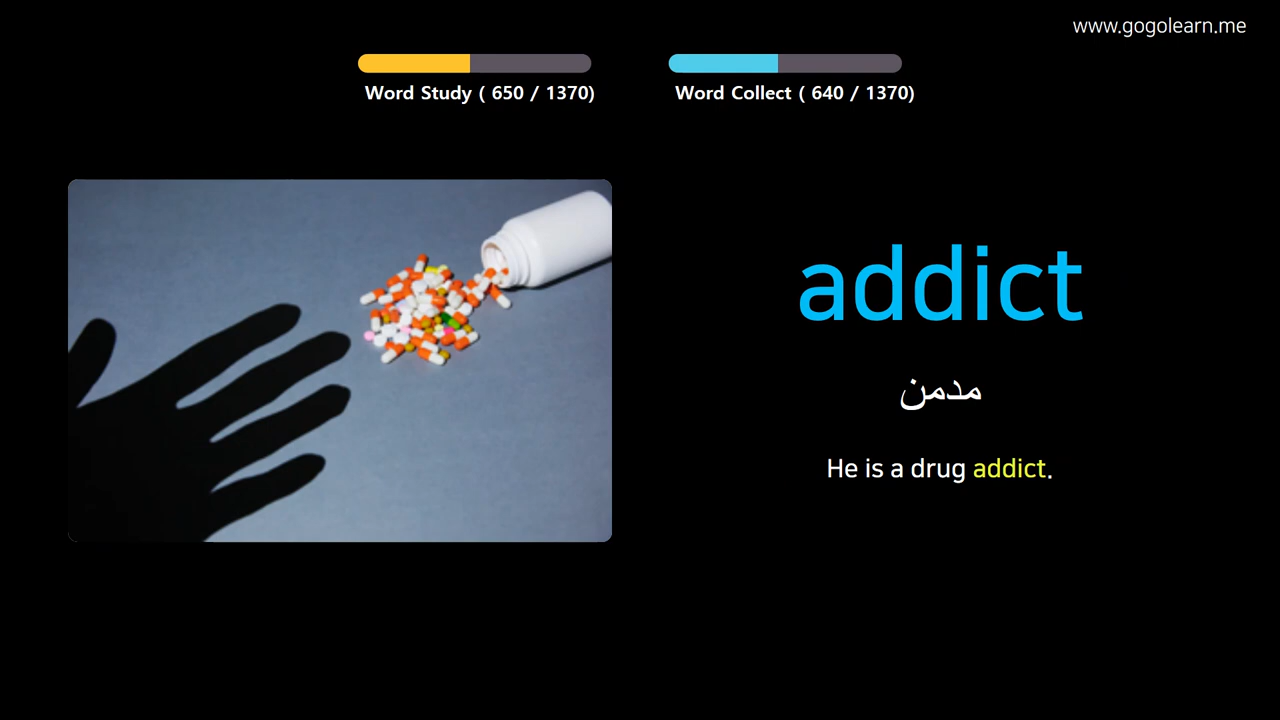 www.gogolearn.me
Word Study ( 650 / 1370)
Word Collect ( 640 / 1370)
addict
مدمن
He is a drug addict.